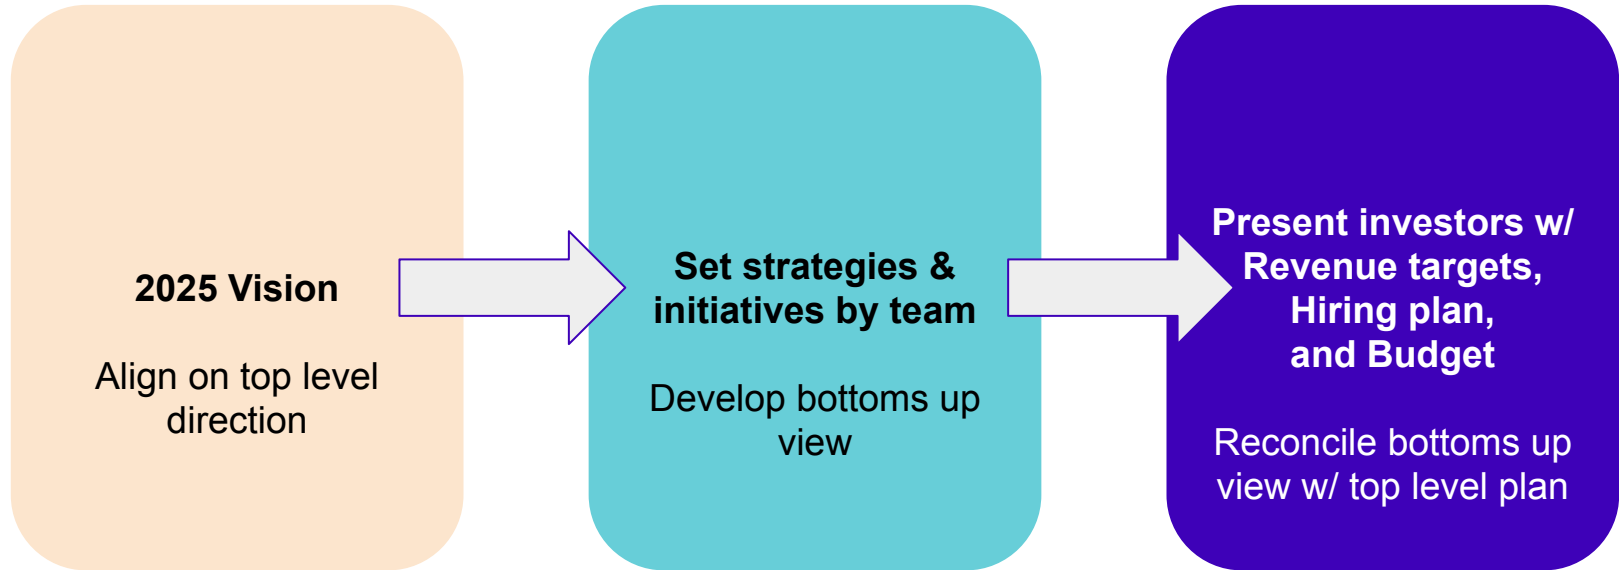 2025 Vision
Align on top level
direction
Set strategies &
initiatives by team
Develop bottoms up
view
Present investors w/
Revenue targets,
Hiring plan,
and Budget
Reconcile bottoms up
view w/ top level plan